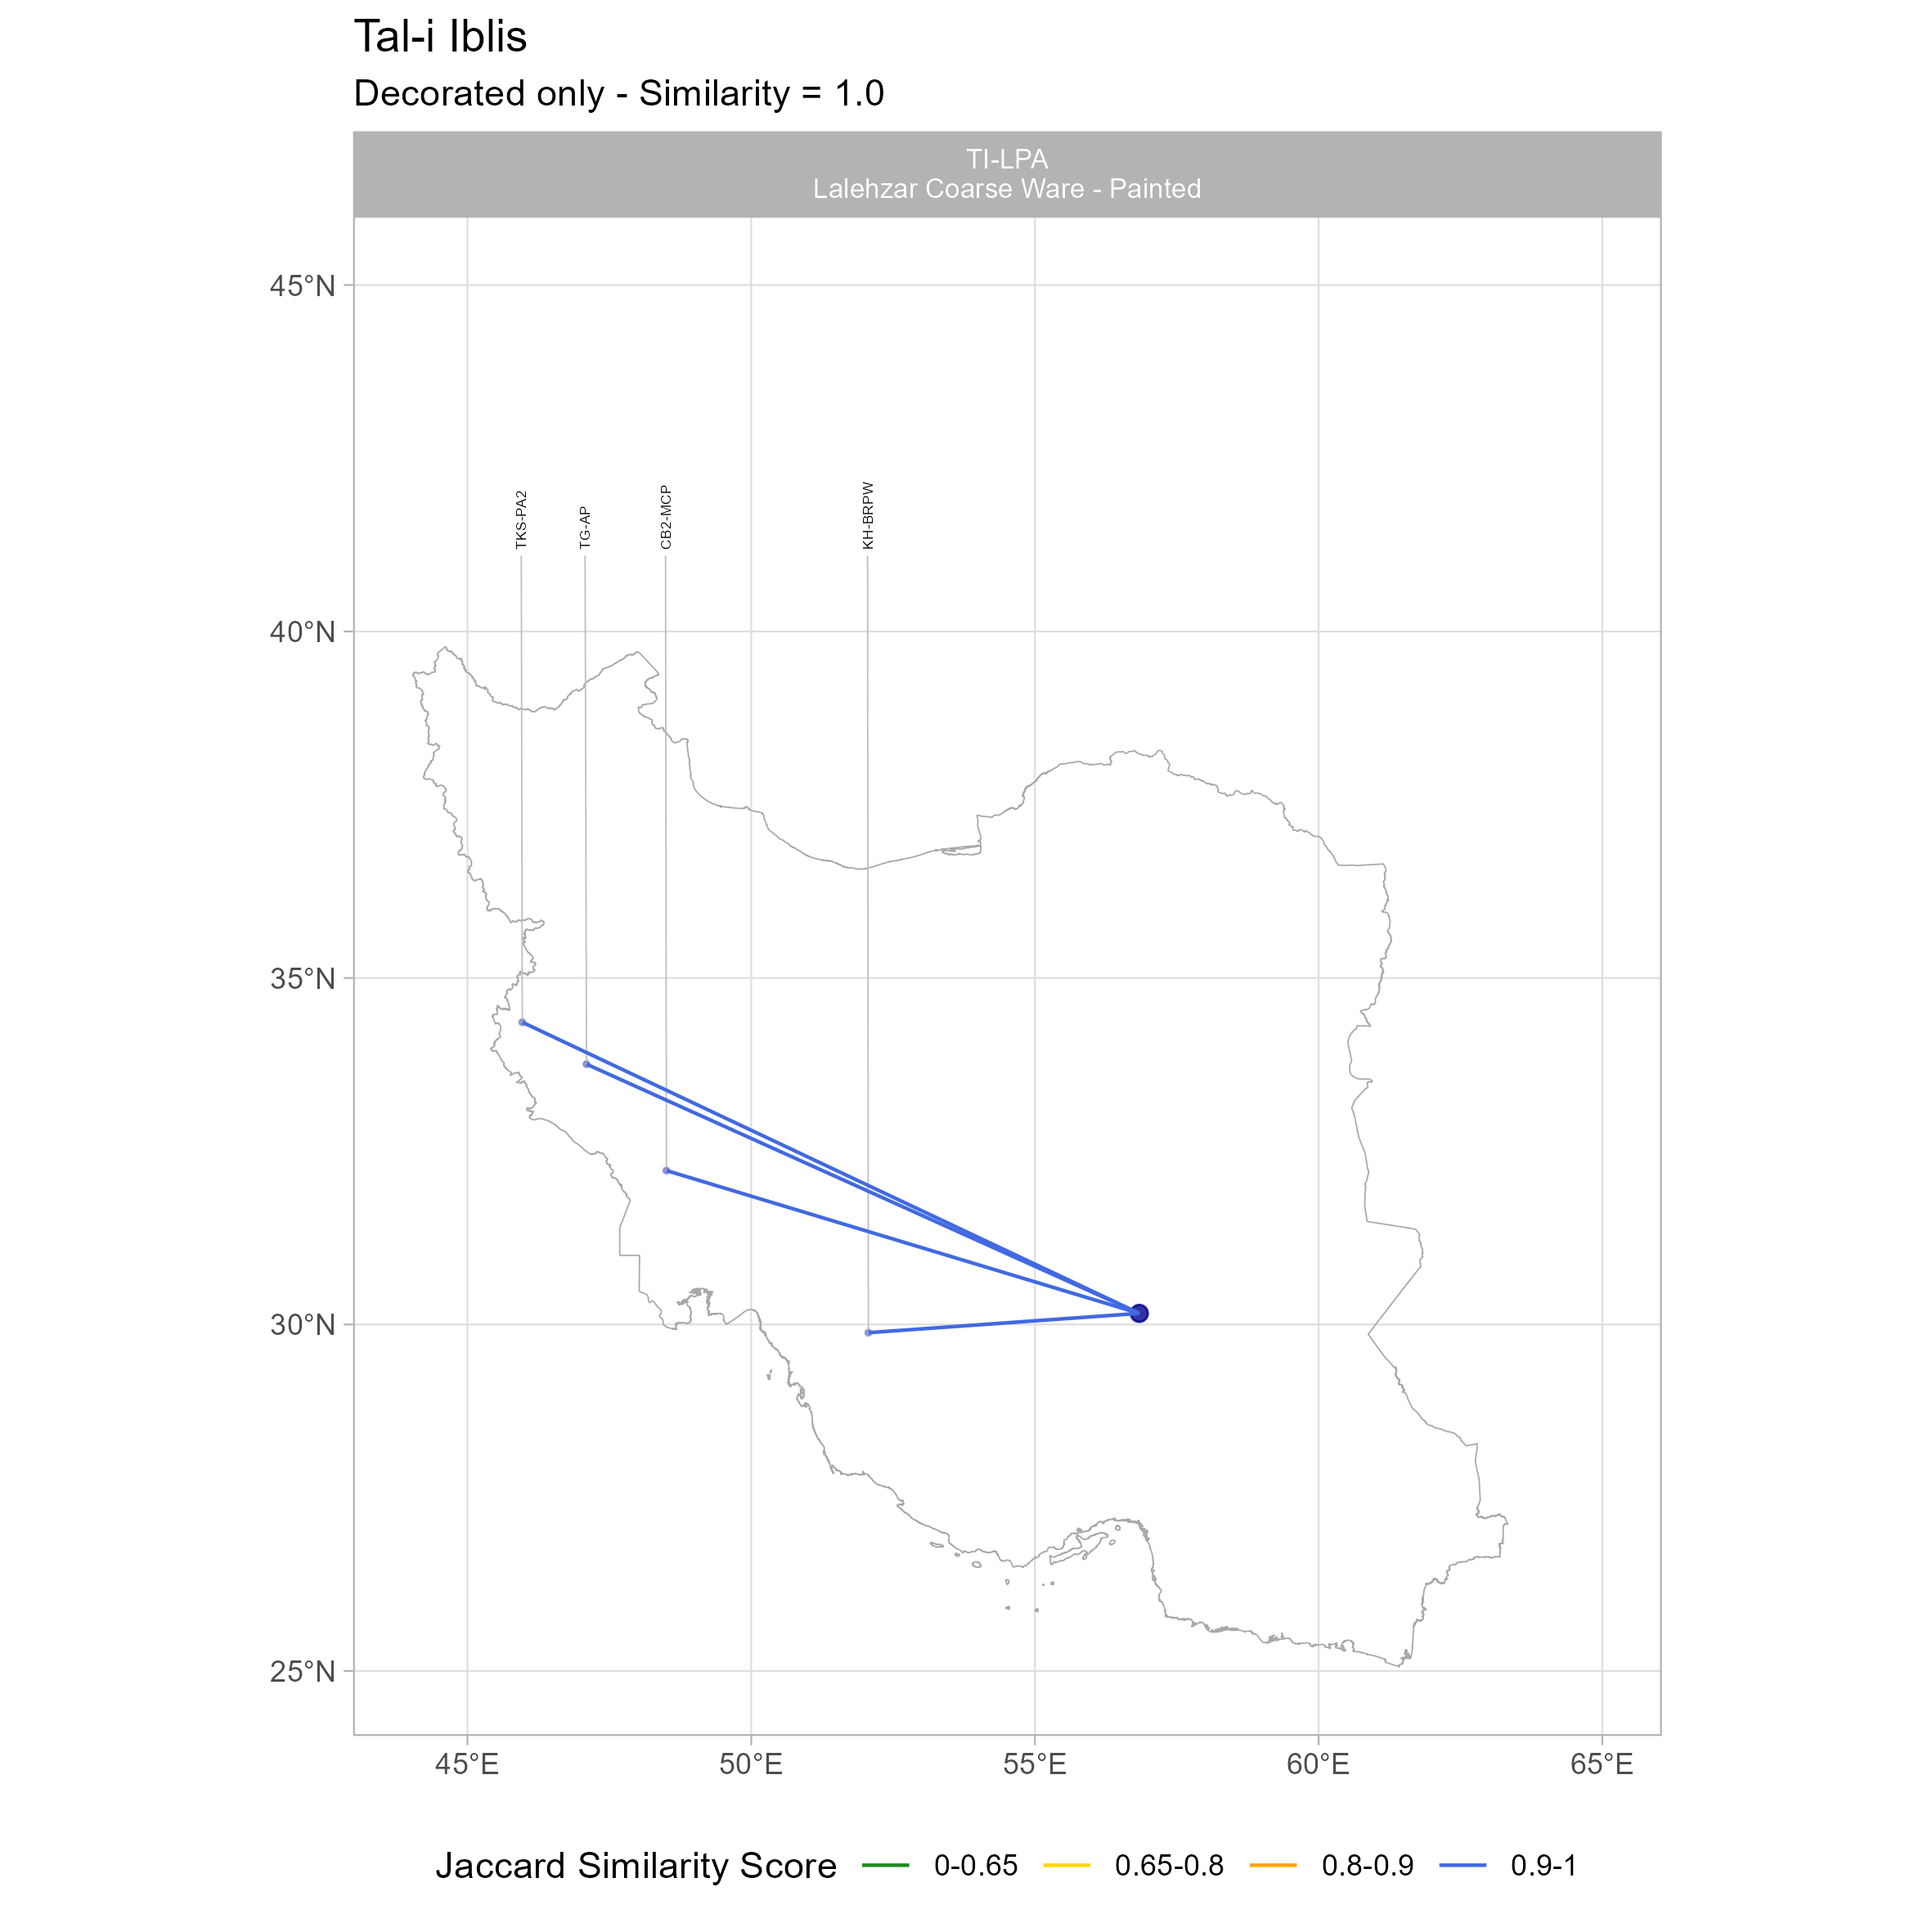 Tal-i Iblis
Decorated only - Similarity = 1.0
TI-LPA
Lalehzar Coarse Ware - Painted
45°N
TKS-PA2
TG-AP
CB2-MCP
KH-BRPW
40°N
35°N
30°N
25°N
45°E
50°E
55°E
60°E
65°E
Jaccard Similarity Score
0-0.65
0.65-0.8
0.8-0.9
0.9-1